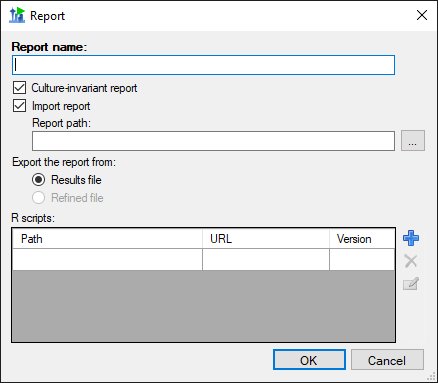 Report
Report name:
Culture-invariant report
Import report
Report path:
...
Export the report from:
Results file
Refined file
R scripts:
Path URL Version
OK Cancel